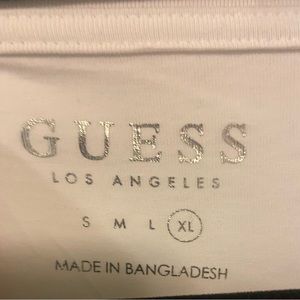 GUESS
LOS ANGELES
S M L XL
MADE IN BANGLADESH